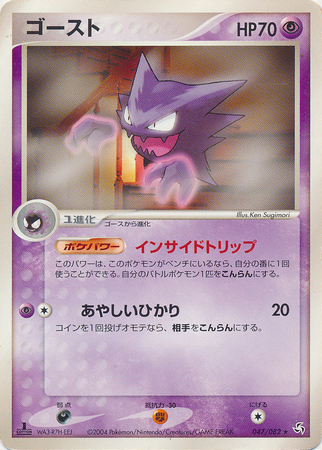 ゴースト HP70
Illus.Ken Sugimori
1進化 ゴースから進化
ポケパワー インサイドトリップ
このパワーは、このポケモンがベンチにいるなら、自分の番に1回
使うことができる。自分のバトルポケモン1匹をこんらんにする。
あやしいひかり 20
コインを1回投げオモテなら、相手をこんらんにする。
弱点 抵抗力 -30 にげる
1 EDITION
©2004 Pokémon/Nintendo/Creatures/GAME FREAK 047/082 ★